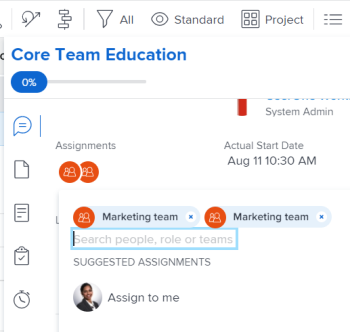 All Standard Project
Core Team Education
0%
System Admin
Assignments
Actual Start Date
Aug 11 10:30 AM
Marketing team × Marketing team ×
Search people, role or teams
SUGGESTED ASSIGNMENTS
Assign to me